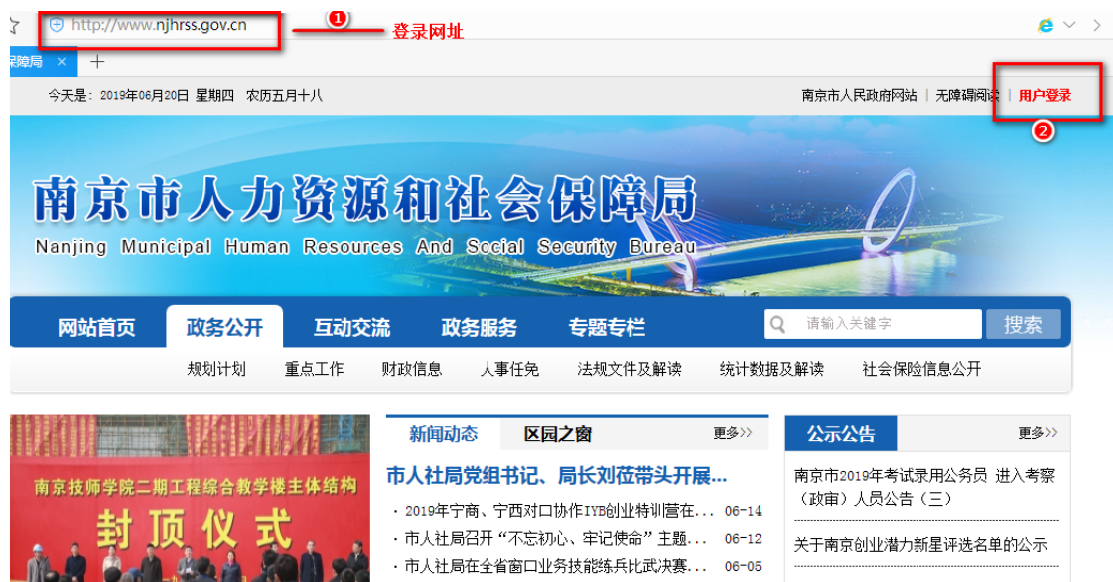 http://www.njhrss.gov.cn
1
登录网址
保障局 ×
今天是：2019年06月20日 星期四 农历五月十八
南京市人民政府网站 | 无障碍阅读 | 用户登录
2
南京市人力资源和社会保障局
Nanjing Municipal Human Resources And Social Security Bureau
网站首页 政务公开 互动交流 政务服务 专题专栏 请输入关键字 搜索
规划计划 重点工作 财政信息 人事任免 法规文件及解读 统计数据及解读 社会保险信息公开
南京技师学院二期工程综合教学楼主体结构
封顶仪式
新闻动态 区园之窗 更多>>
市人社局党组书记、局长刘莅带头开展...
· 2019年宁商、宁西对口协作IYB创业特训营在... 06-14
· 市人社局召开“不忘初心、牢记使命”主题... 06-12
· 市人社局在全省窗口业务技能练兵比武决赛... 06-05
公示公告 更多>>
南京市2019年考试录用公务员 进入考察
（政审）人员公告（三）
关于南京创业潜力新星评选名单的公示